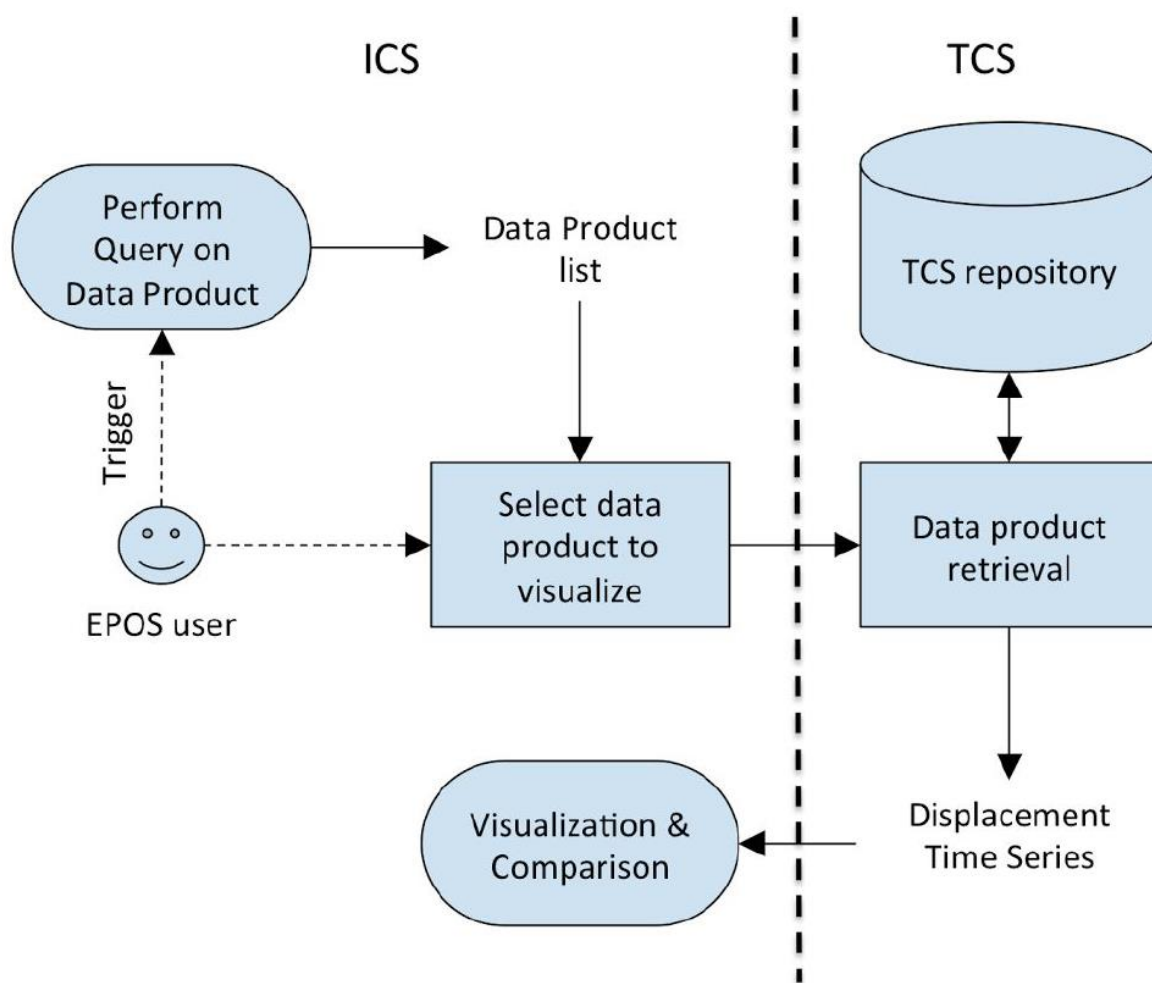 ICS
TCS
Perform
Query on
Data Product
Data Product
list
TCS repository
Trigger
Select data
product to
visualize
Data product
retrieval
EPOS user
Visualization &
Comparison
Displacement
Time Series